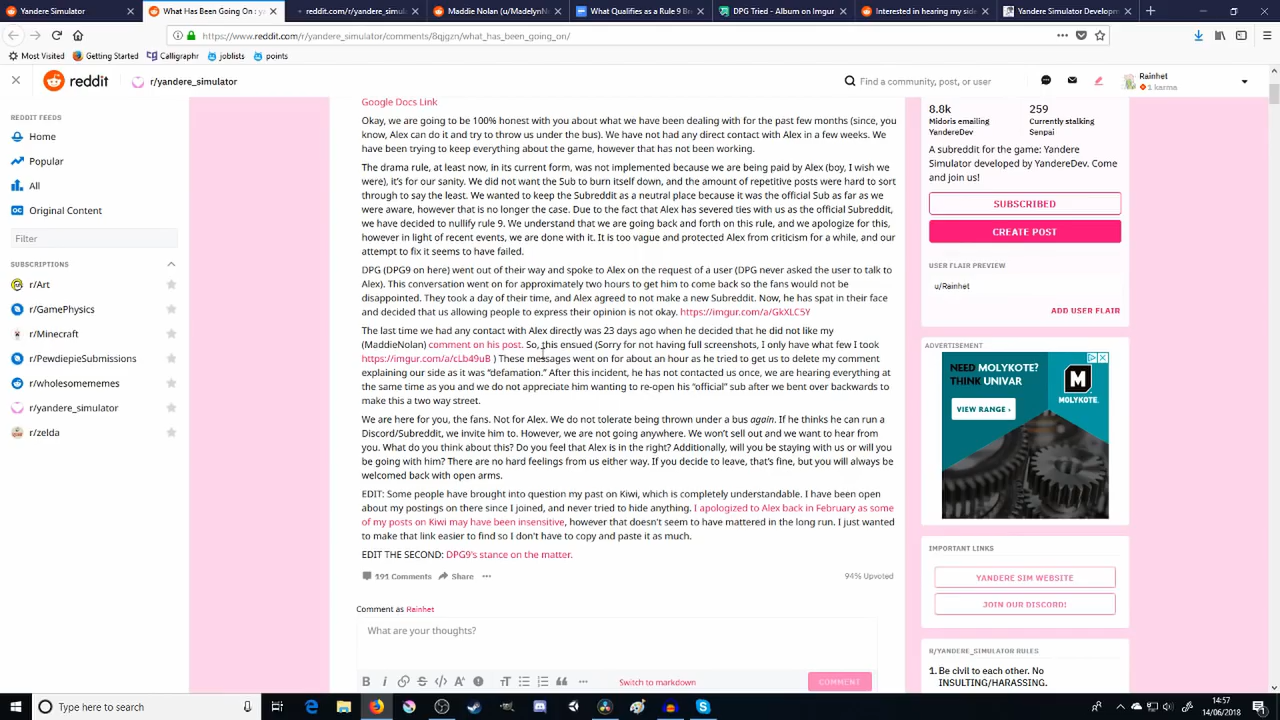 Yandere Simulator
What Has Been Going On : ya
reddit.com/r/yandere_simulator
Maddie Nolan (u/MadelynN
What Qualifies as a Rule 9 Br
DPG Tried - Album on Imgur
Interested in hearing my side
Yandere Simulator Developm
https://www.reddit.com/r/yandere_simulator/comments/8qjgzn/what_has_been_going_on/
Most Visited
Getting Started
Calligraphr
joblists
points
reddit
r/yandere_simulator
Find a community, post, or user
Rainhet
1 karma
REDDIT FEEDS
Home
Popular
All
Original Content
Filter
SUBSCRIPTIONS
r/Art
r/GamePhysics
r/Minecraft
r/PewdiepieSubmissions
r/wholesomememes
r/yandere_simulator
r/zelda
Google Docs Link
Okay, we are going to be 100% honest with you about what we have been dealing with for the past few months (since, you
know, Alex can do it and try to throw us under the bus). We have not had any direct contact with Alex in a few weeks. We
have been trying to keep everything about the game, however that has not been working.
The drama rule, at least now, in its current form, was not implemented because we are being paid by Alex (boy, I wish we
were), it's for our sanity. We did not want the Sub to burn itself down, and the amount of repetitive posts were hard to sort
through to say the least. We wanted to keep the Subreddit as a neutral place because it was the official Sub as far as we
were aware, however that is no longer the case. Due to the fact that Alex has severed ties with us as the official Subreddit,
we have decided to nullify rule 9. We understand that we are going back and forth on this rule, and we apologize for this,
however in light of recent events, we are done with it. It is too vague and protected Alex from criticism for a while, and our
attempt to fix it seems to have failed.
DPG (DPG9 on here) went out of their way and spoke to Alex on the request of a user (DPG never asked the user to talk to
Alex). This conversation went on for approximately two hours to get him to come back so the fans would not be
disappointed. They took a day of their time, and Alex agreed to not make a new Subreddit. Now, he has spat in their face
and decided that us allowing people to express their opinion is not okay. https://imgur.com/a/GkXLC5Y
The last time we had any contact with Alex directly was 23 days ago when he decided that he did not like my
(MaddieNolan) comment on his post. So, this ensued (Sorry for not having full screenshots, I only have what few I took
https://imgur.com/a/cLb49uB ) These messages went on for about an hour as he tried to get us to delete my comment
explaining our side as it was "defamation." After this incident, he has not contacted us once, we are hearing everything at
the same time as you and we do not appreciate him wanting to re-open his "official" sub after we bent over backwards to
make this a two way street.
We are here for you, the fans. Not for Alex. We do not tolerate being thrown under a bus again. If he thinks he can run a
Discord/Subreddit, we invite him to. However, we are not going anywhere. We won't sell out and we want to hear from
you. What do you think about this? Do you feel that Alex is in the right? Additionally, will you be staying with us or will you
be going with him? There are no hard feelings from us either way. If you decide to leave, that's fine, but you will always be
welcomed back with open arms.
EDIT: Some people have brought into question my past on Kiwi, which is completely understandable. I have been open
about my postings on there since I joined, and never tried to hide anything. I apologized to Alex back in February as some
of my posts on Kiwi may have been insensitive, however that doesn't seem to have mattered in the long run. I just wanted
to make that link easier to find so I don't have to copy and paste it as much.
EDIT THE SECOND: DPG9's stance on the matter.
191 Comments
Share
94% Upvoted
Comment as Rainhet
What are your thoughts?
Switch to markdown
COMMENT
8.8k
259
Midoris emailing
YandereDev
Currently stalking
Senpai
A subreddit for the game: Yandere
Simulator developed by YandereDev. Come
and join us!
SUBSCRIBED
CREATE POST
USER FLAIR PREVIEW
u/Rainhet
ADD USER FLAIR
NEED MOLYKOTE?
THINK UNIVAR
VIEW RANGE ›
MOLYKOTE.
IMPORTANT LINKS
YANDERE SIM WEBSITE
JOIN OUR DISCORD!
R/YANDERE_SIMULATOR RULES
1. Be civil to each other. No
INSULTING/HARASSING.
Type here to search
14:57
14/06/2018